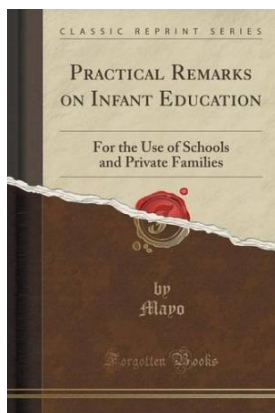 CLASSIC REPRINT SERIES
PRACTICAL REMARKS
ON INFANT EDUCATION
For the Use of Schools
and Private Families
by
Mayo
Forgotten Books